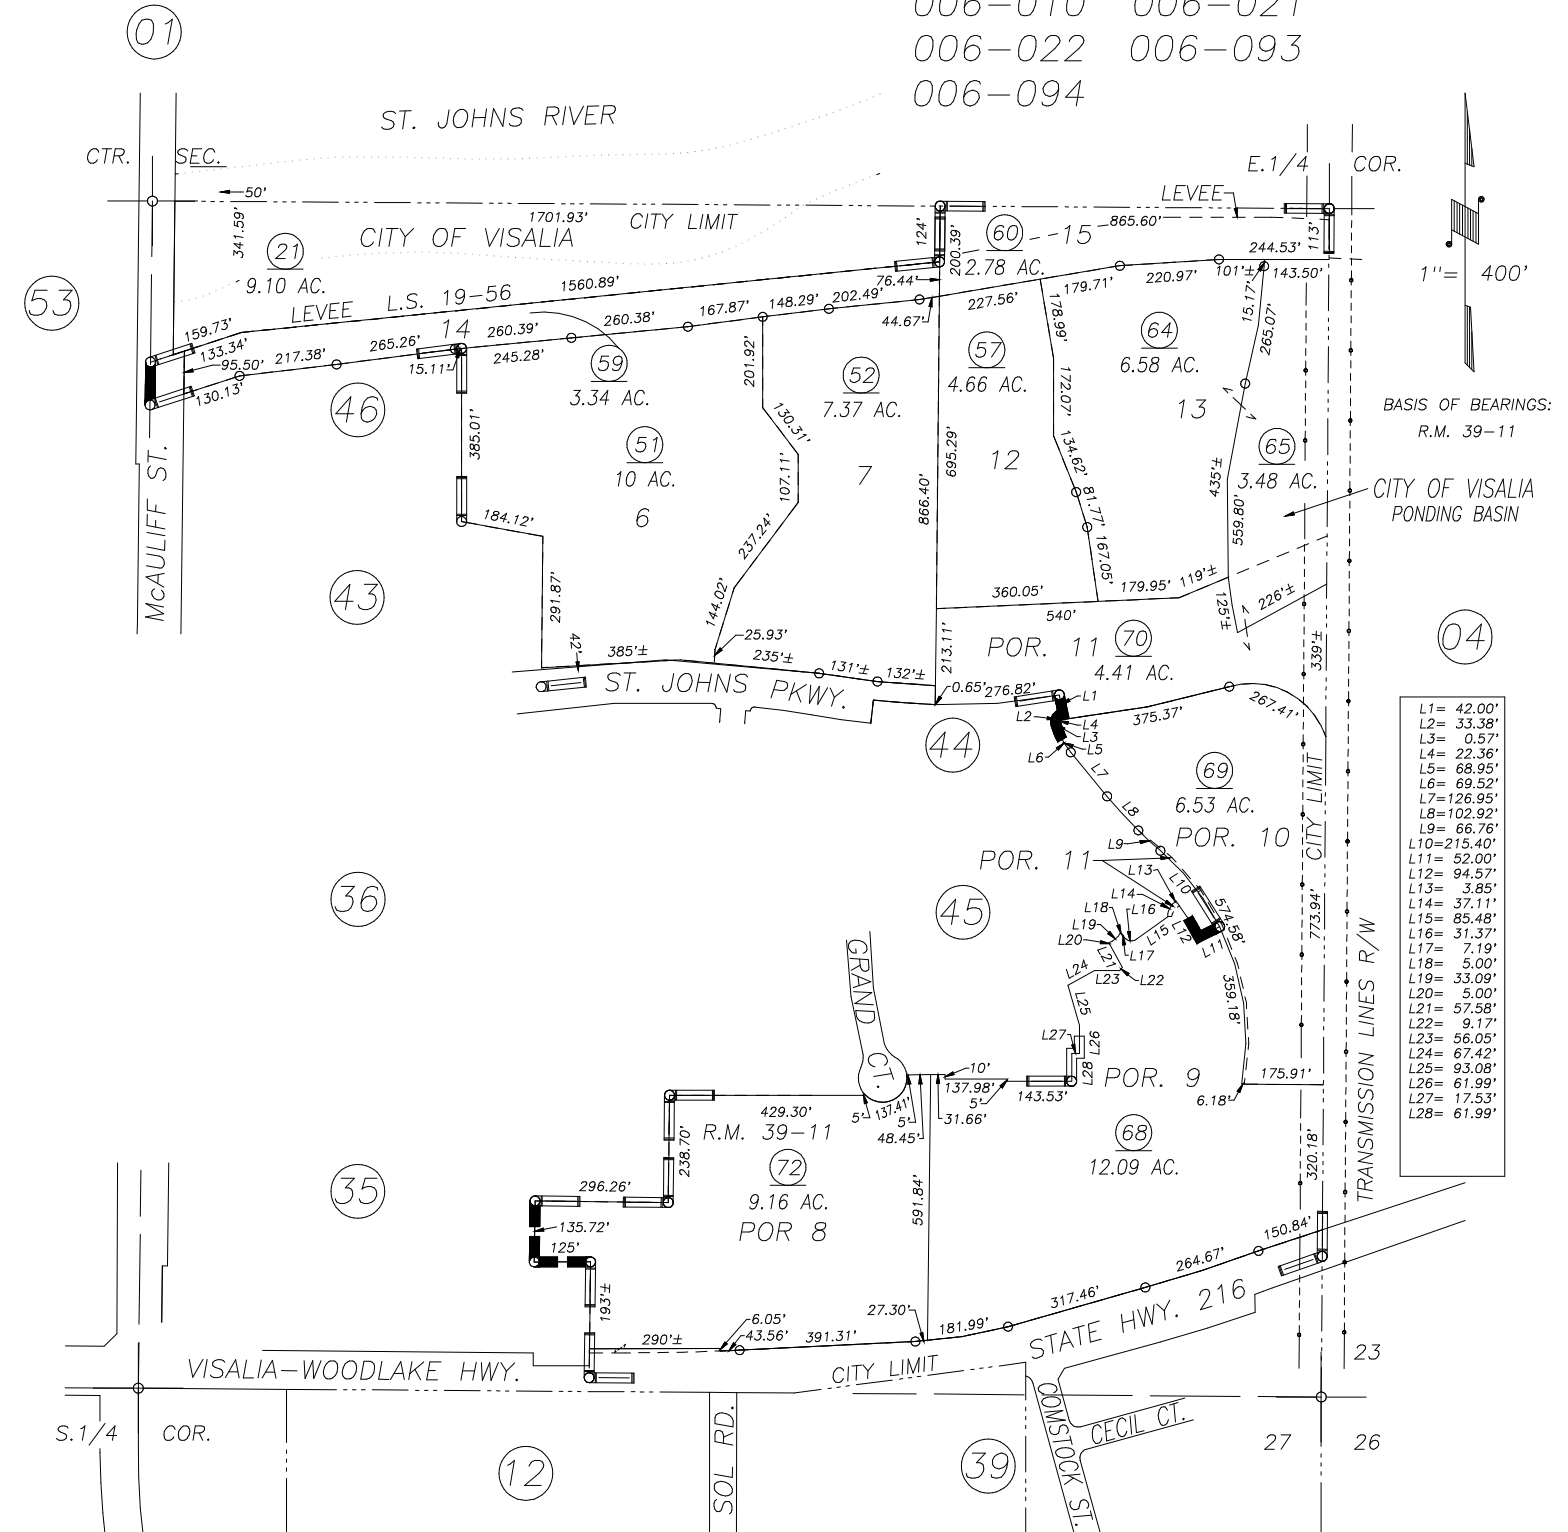 006-010 006-021
006-022 006-093
006-094
01
ST. JOHNS RIVER
CTR. SEC.
E.1/4 COR.
LEVEE
50'
1701.93'
CITY LIMIT
341.59'
CITY OF VISALIA
21
9.10 AC.
124'
200.39'
60
2.78 AC.
15
865.60'
113'
244.53'
53
LEVEE L.S. 19-56
1560.89'
76.44'
101'±
143.50'
1"= 400'
159.73'
133.34'
95.50'
130.13'
217.38'
265.26'
14
15.11'
260.39'
245.28'
260.38'
167.87'
148.29'
202.49'
44.67'
227.56'
179.71'
220.97'
15.17'
265.07'
46
59
3.34 AC.
201.92'
52
7.37 AC.
57
4.66 AC.
178.99'
64
6.58 AC.
172.07'
13
BASIS OF BEARINGS:
R.M. 39-11
385.01'
51
10 AC.
6
130.31'
107.11'
7
695.29'
12
134.62'
65
3.48 AC.
435'±
CITY OF VISALIA
PONDING BASIN
McAULIFF ST.
184.12'
237.24'
866.40'
81.77'
167.05'
559.80'
43
291.87'
144.02'
360.05'
540'
179.95'
119'±
125'±
226'±
42'
385'±
25.93'
235'±
131'±
132'±
213.11'
POR. 11
70
4.41 AC.
339'±
04
ST. JOHNS PKWY.
0.65'
276.82'
L1
L2
L4
L3
L5
L6
375.37'
267.41'
44
L7
L8
L9
69
6.53 AC.
POR. 10
CITY LIMIT
L1= 42.00'
L2= 33.38'
L3= 0.57'
L4= 22.36'
L5= 68.95'
L6= 69.52'
L7=126.95'
L8=102.92'
L9= 66.76'
L10=215.40'
L11= 52.00'
L12= 94.57'
L13= 3.85'
L14= 37.11'
L15= 85.48'
L16= 31.37'
L17= 7.19'
L18= 5.00'
L19= 33.09'
L20= 5.00'
L21= 57.58'
L22= 9.17'
L23= 56.05'
L24= 67.42'
L25= 93.08'
L26= 61.99'
L27= 17.53'
L28= 61.99'
POR. 11
L13
L10
L14
36
45
L18
L16
L19
L20
L17
L15
L12
L11
574.58'
773.94'
TRANSMISSION LINES R/W
L21
L22
L23
L24
L25
359.18'
GRAND CT.
L27
L26
L28
10'
137.98'
5'
143.53'
POR. 9
175.91'
6.18'
429.30'
5'
137.41'
5'
48.45'
31.66'
R.M. 39-11
238.70'
68
12.09 AC.
320.18'
35
296.26'
72
9.16 AC.
POR 8
591.84'
135.72'
125'
193'±
150.84'
264.67'
317.46'
STATE HWY. 216
290'±
6.05'
43.56'
391.31'
27.30'
181.99'
VISALIA-WOODLAKE HWY.
CITY LIMIT
23
S.1/4 COR.
SOL RD.
COMSTOCK ST.
CECIL CT.
27 26
12
39